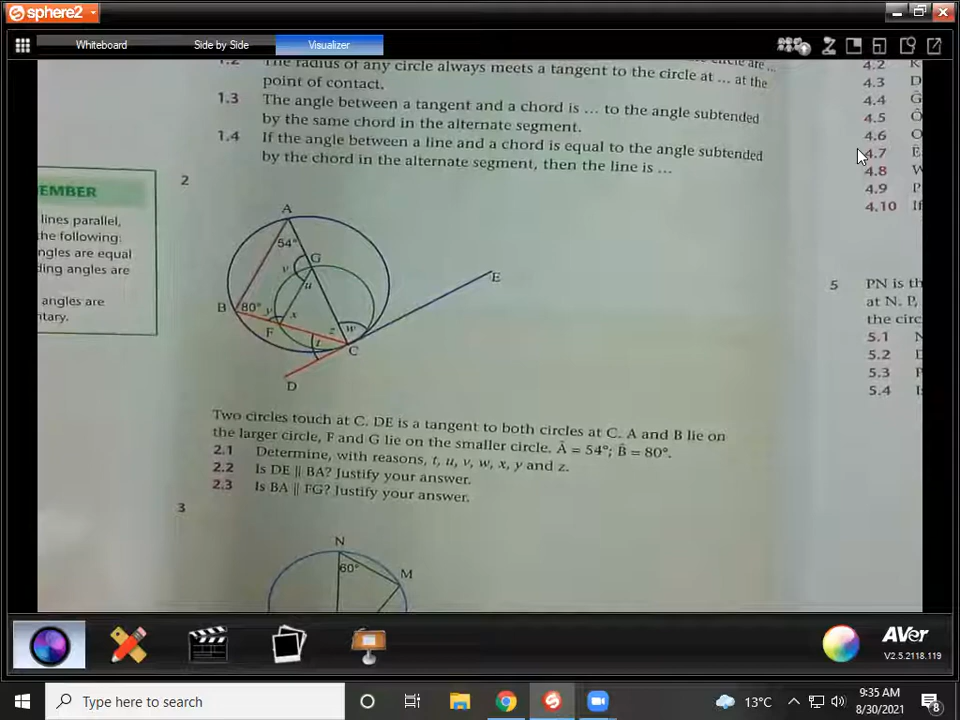 sphere2
Whiteboard
Side by Side
Visualizer
1.2 The radius of any circle always meets a tangent to the circle at ... at the
point of contact.
1.3 The angle between a tangent and a chord is ... to the angle subtended
by the same chord in the alternate segment.
1.4 If the angle between a line and a chord is equal to the angle subtended
by the chord in the alternate segment, then the line is ...
EMBER
lines parallel,
the following:
ngles are equal
ding angles are
angles are
tary.
2
A
54°
G
v
u
E
B
80°
y
x
F
z
w
t
C
D
Two circles touch at C. DE is a tangent to both circles at C. A and B lie on
the larger circle, F and G lie on the smaller circle. Â = 54°; B̂ = 80°.
2.1 Determine, with reasons, t, u, v, w, x, y and z.
2.2 Is DE ∥ BA? Justify your answer.
2.3 Is BA ∥ FG? Justify your answer.
3
N
60°
M
4.2 K
4.3 D
4.4 Ĝ
4.5 Ô
4.6 O
4.7 Ê
4.8 W
4.9 P
4.10 If
5 PN is th
at N. P,
the circ
5.1 N
5.2
5.3 P
5.4 Is
AVer
V2.5.2118.119
Type here to search
13°C
9:35 AM
8/30/2021
8